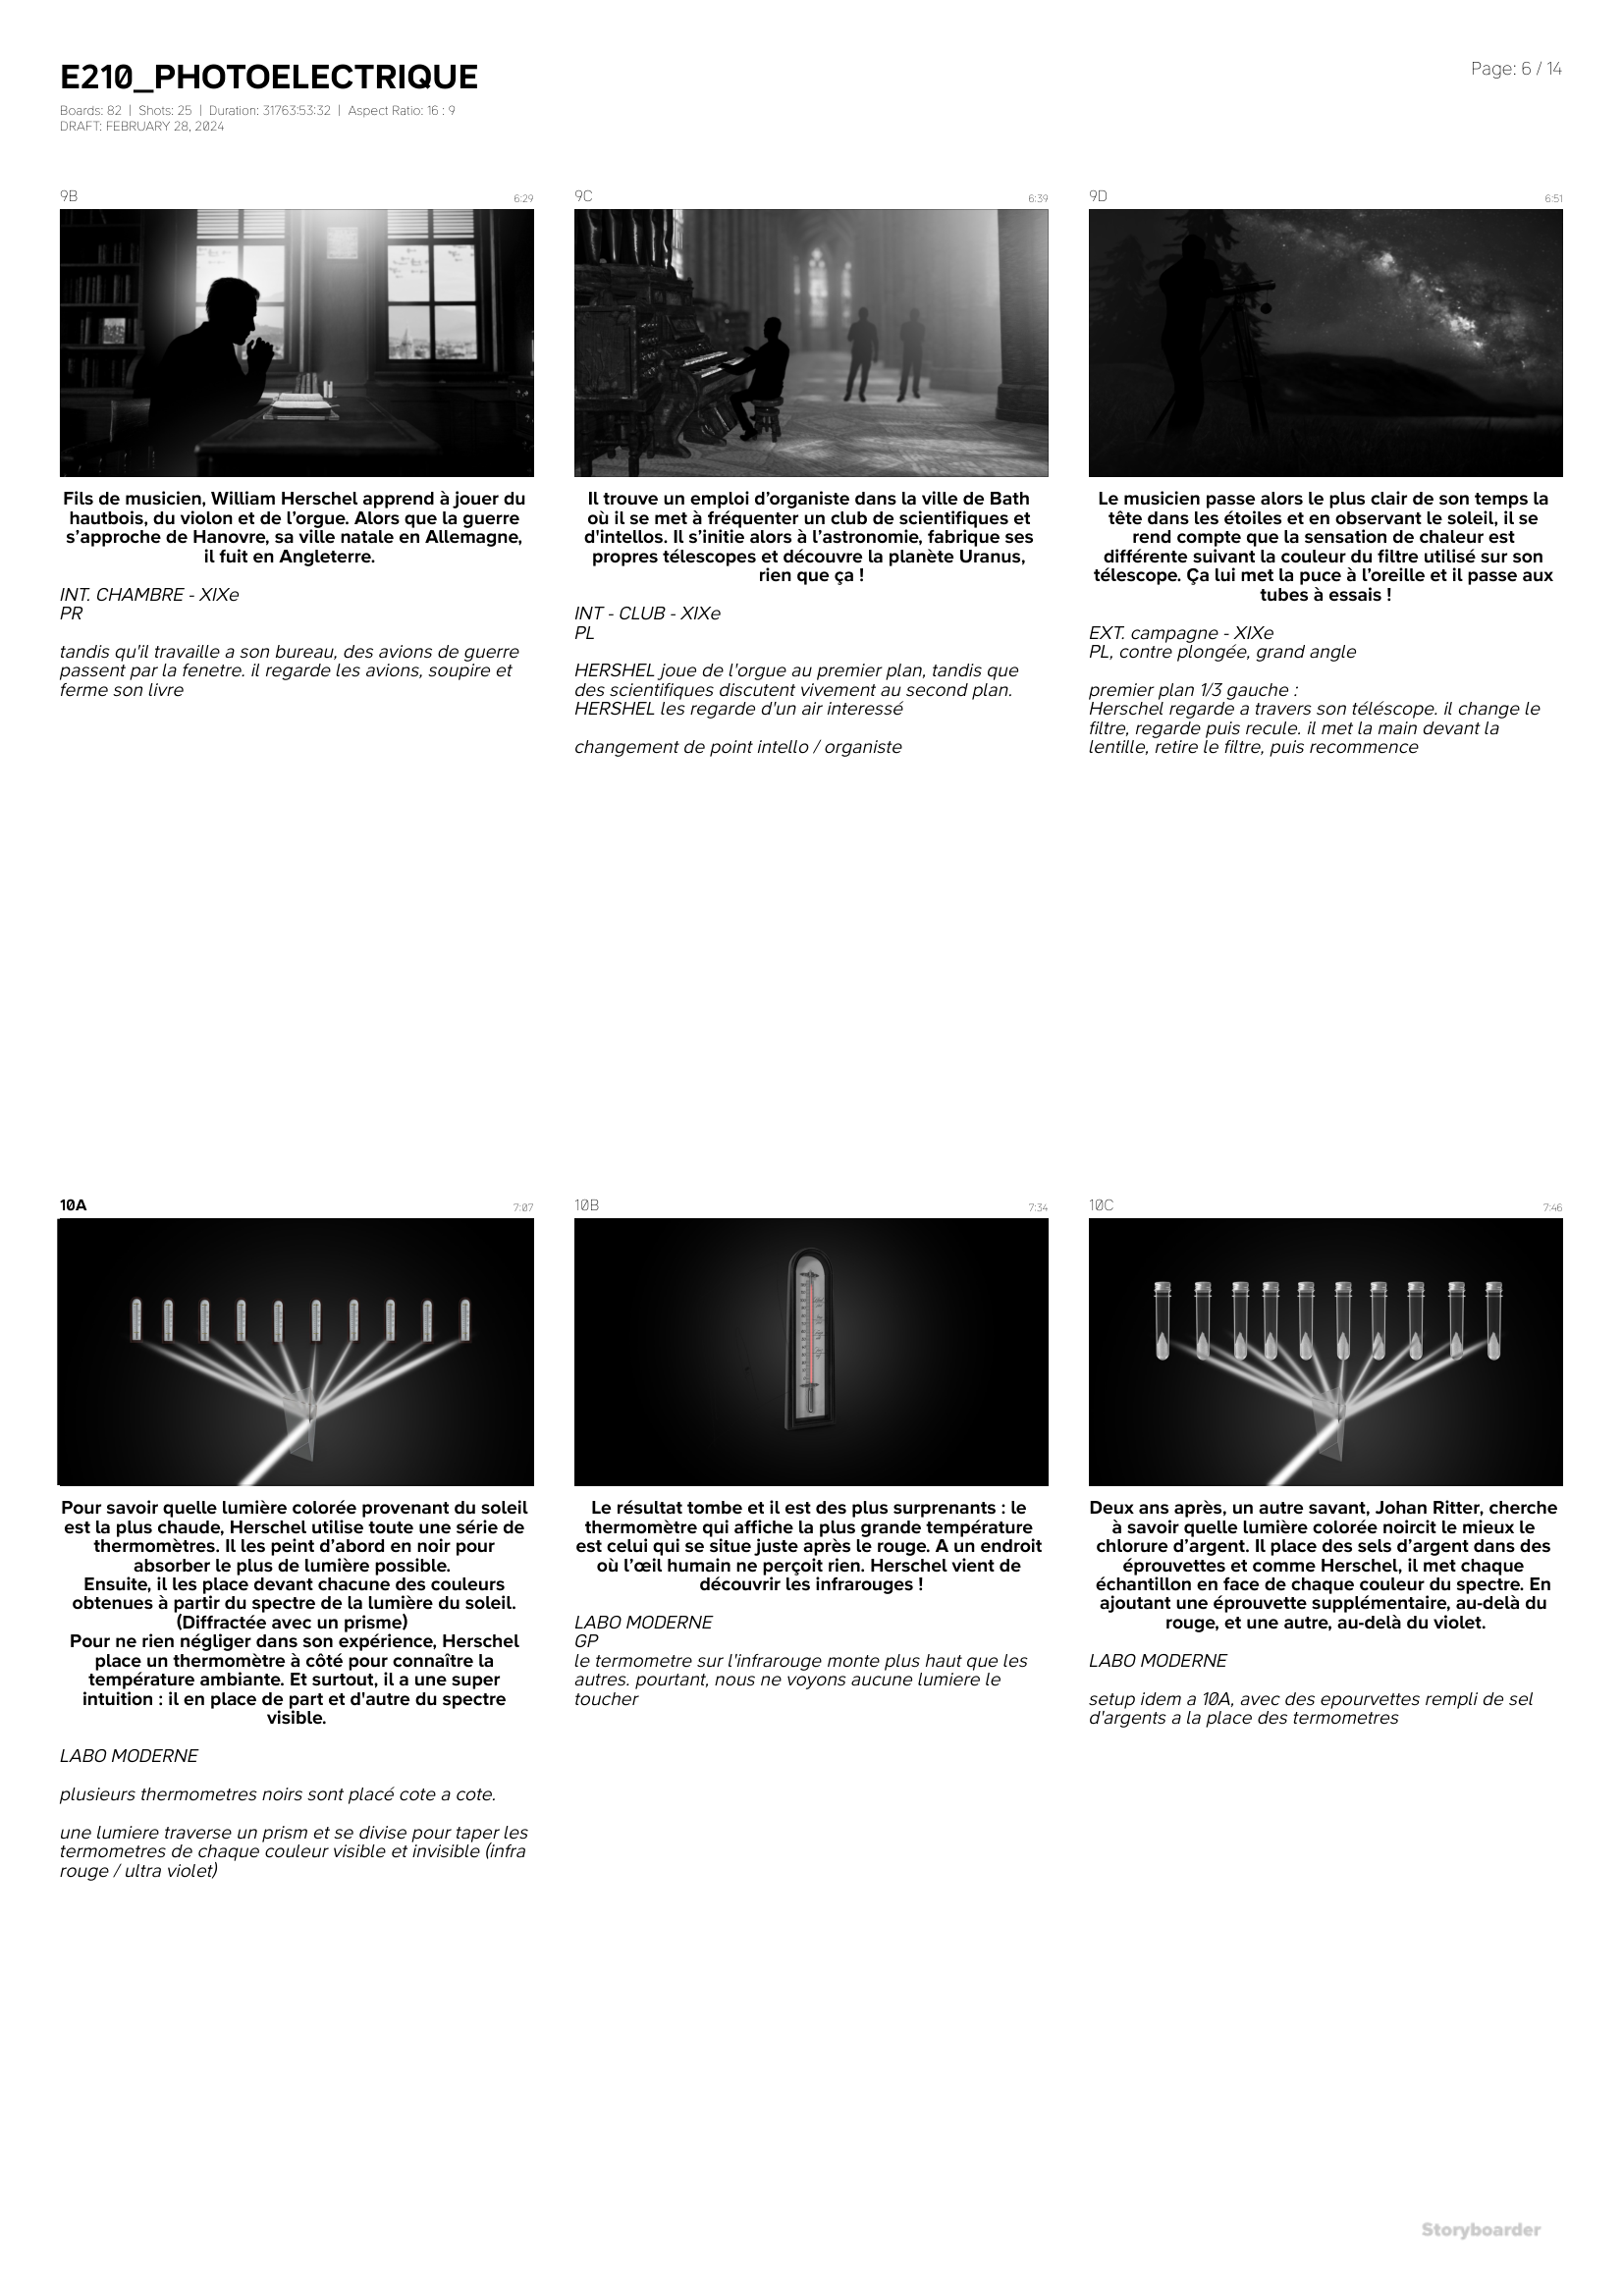 E210_PHOTOELECTRIQUE
Page: 6 / 14
Boards: 82 | Shots: 25 | Duration: 31763:53:32 | Aspect Ratio: 16 : 9
DRAFT: FEBRUARY 28, 2024
9B 6:29
Fils de musicien, William Herschel apprend à jouer du
hautbois, du violon et de l’orgue. Alors que la guerre
s’approche de Hanovre, sa ville natale en Allemagne,
il fuit en Angleterre.
INT. CHAMBRE - XIXe
PR
tandis qu'il travaille a son bureau, des avions de guerre
passent par la fenetre. il regarde les avions, soupire et
ferme son livre
9C 6:39
Il trouve un emploi d’organiste dans la ville de Bath
où il se met à fréquenter un club de scientifiques et
d'intellos. Il s’initie alors à l’astronomie, fabrique ses
propres télescopes et découvre la planète Uranus,
rien que ça !
INT - CLUB - XIXe
PL
HERSHEL joue de l'orgue au premier plan, tandis que
des scientifiques discutent vivement au second plan.
HERSHEL les regarde d'un air interessé
changement de point intello / organiste
9D 6:51
Le musicien passe alors le plus clair de son temps la
tête dans les étoiles et en observant le soleil, il se
rend compte que la sensation de chaleur est
différente suivant la couleur du filtre utilisé sur son
télescope. Ça lui met la puce à l’oreille et il passe aux
tubes à essais !
EXT. campagne - XIXe
PL, contre plongée, grand angle
premier plan 1/3 gauche :
Herschel regarde a travers son téléscope. il change le
filtre, regarde puis recule. il met la main devant la
lentille, retire le filtre, puis recommence
10A 7:07
Pour savoir quelle lumière colorée provenant du soleil
est la plus chaude, Herschel utilise toute une série de
thermomètres. Il les peint d’abord en noir pour
absorber le plus de lumière possible.
Ensuite, il les place devant chacune des couleurs
obtenues à partir du spectre de la lumière du soleil.
(Diffractée avec un prisme)
Pour ne rien négliger dans son expérience, Herschel
place un thermomètre à côté pour connaître la
température ambiante. Et surtout, il a une super
intuition : il en place de part et d'autre du spectre
visible.
LABO MODERNE
plusieurs thermometres noirs sont placé cote a cote.
une lumiere traverse un prism et se divise pour taper les
termometres de chaque couleur visible et invisible (infra
rouge / ultra violet)
10B 7:34
Le résultat tombe et il est des plus surprenants : le
thermomètre qui affiche la plus grande température
est celui qui se situe juste après le rouge. A un endroit
où l’œil humain ne perçoit rien. Herschel vient de
découvrir les infrarouges !
LABO MODERNE
GP
le termometre sur l'infrarouge monte plus haut que les
autres. pourtant, nous ne voyons aucune lumiere le
toucher
10C 7:46
Deux ans après, un autre savant, Johan Ritter, cherche
à savoir quelle lumière colorée noircit le mieux le
chlorure d’argent. Il place des sels d’argent dans des
éprouvettes et comme Herschel, il met chaque
échantillon en face de chaque couleur du spectre. En
ajoutant une éprouvette supplémentaire, au-delà du
rouge, et une autre, au-delà du violet.
LABO MODERNE
setup idem a 10A, avec des epourvettes rempli de sel
d'argents a la place des termometres
Storyboarder